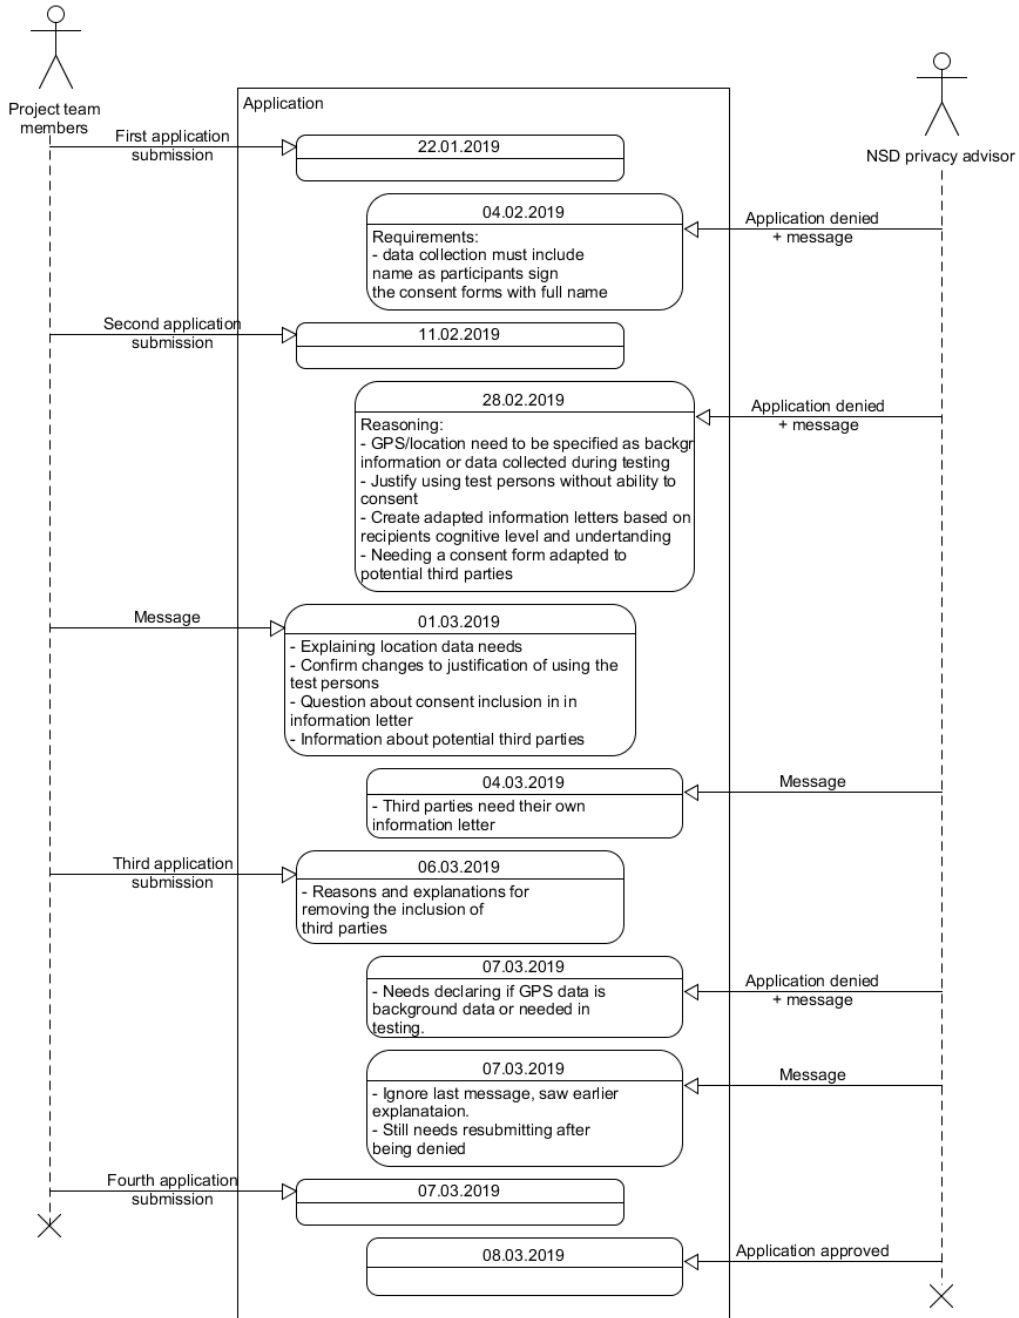 Project team
members
Application
NSD privacy advisor
First application
submission
22.01.2019
04.02.2019
Requirements:
- data collection must include
name as participants sign
the consent forms with full name
Application denied
+ message
Second application
submission
11.02.2019
28.02.2019
Reasoning:
- GPS/location need to be specified as backgr
information or data collected during testing
- Justify using test persons without ability to
consent
- Create adapted information letters based on
recipients cognitive level and undertanding
- Needing a consent form adapted to
potential third parties
Application denied
+ message
Message
01.03.2019
- Explaining location data needs
- Confirm changes to justification of using the
test persons
- Question about consent inclusion in in
information letter
- Information about potential third parties
04.03.2019
- Third parties need their own
information letter
Message
Third application
submission
06.03.2019
- Reasons and explanations for
removing the inclusion of
third parties
07.03.2019
- Needs declaring if GPS data is
background data or needed in
testing.
Application denied
+ message
07.03.2019
- Ignore last message, saw earlier
explanataion.
- Still needs resubmitting after
being denied
Message
Fourth application
submission
07.03.2019
08.03.2019
Application approved